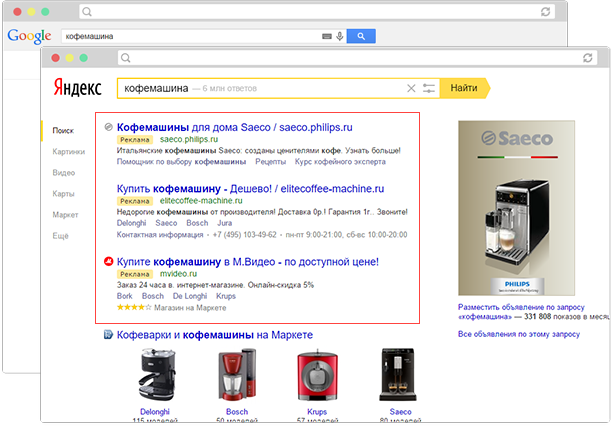 Google
кофемашина
Яндекс
кофемашина — 6 млн ответов
Найти
Поиск
Картинки
Видео
Карты
Маркет
Ещё
Кофемашины для дома Saeco / saeco.philips.ru
Реклама saeco.philips.ru
Итальянские кофемашины Saeco: созданы ценителями кофе. Узнать больше!
Помощник по выбору кофемашины Рецепты Курс кофейного эксперта
Купить кофемашину - Дешево! / elitecoffee-machine.ru
Реклама elitecoffee-machine.ru
Недорогие кофемашины от производителя! Доставка 0р.! Гарантия 1г.. Звоните!
Delonghi Saeco Bosch Jura
Контактная информация · +7 (495) 103-49-62 · пн-пт 9:00-21:00, сб-вс 10:00-20:00
Купите кофемашину в М.Видео - по доступной цене!
Реклама mvideo.ru
Заказ 24 часа в. интернет-магазине. Онлайн-скидка 5%
Bork Bosch De Longhi Krups
Магазин на Маркете
Кофеварки и кофемашины на Маркете
Delonghi
115 моделей
Bosch
50 моделей
Krups
57 моделей
Saeco
80 моделей
Saeco
PHILIPS
Разместить объявление по запросу
«кофемашина» — 331 808 показов в меся
Все объявления по этому запросу